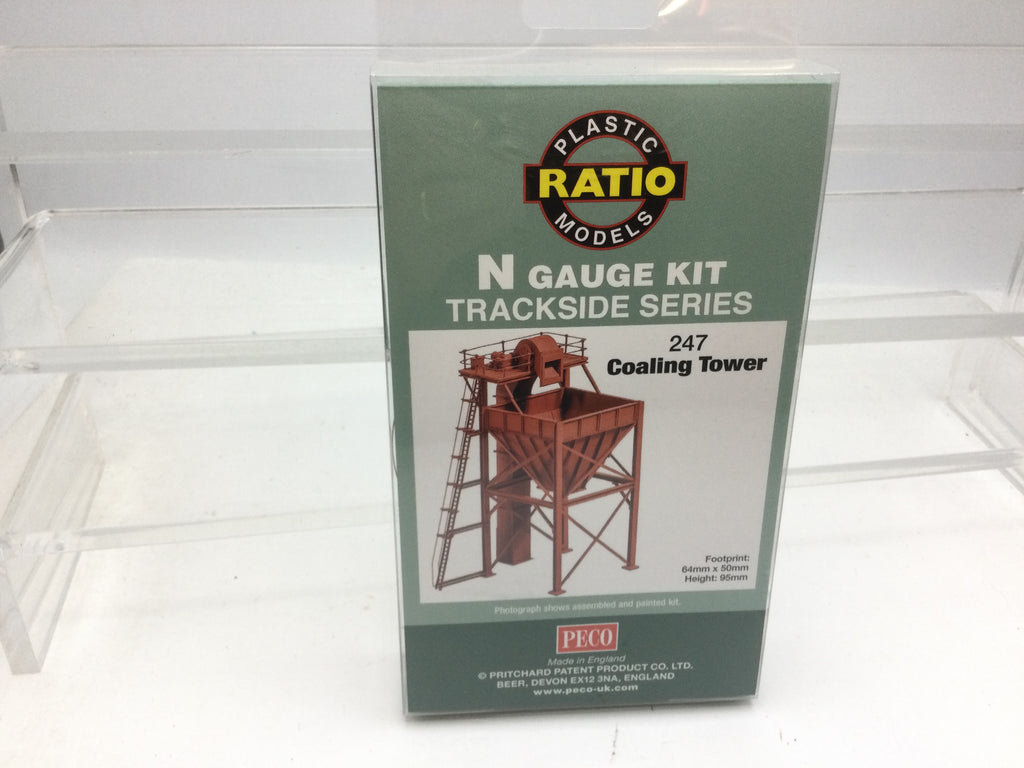 PLASTIC
RATIO
MODELS
N GAUGE KIT
TRACKSIDE SERIES
247
Coaling Tower
Footprint:
64mm x 50mm
Height: 95mm
Photograph shows assembled and painted kit.
PECO
Made in England
© PRITCHARD PATENT PRODUCT CO. LTD.
BEER, DEVON EX12 3NA, ENGLAND
www.peco-uk.com